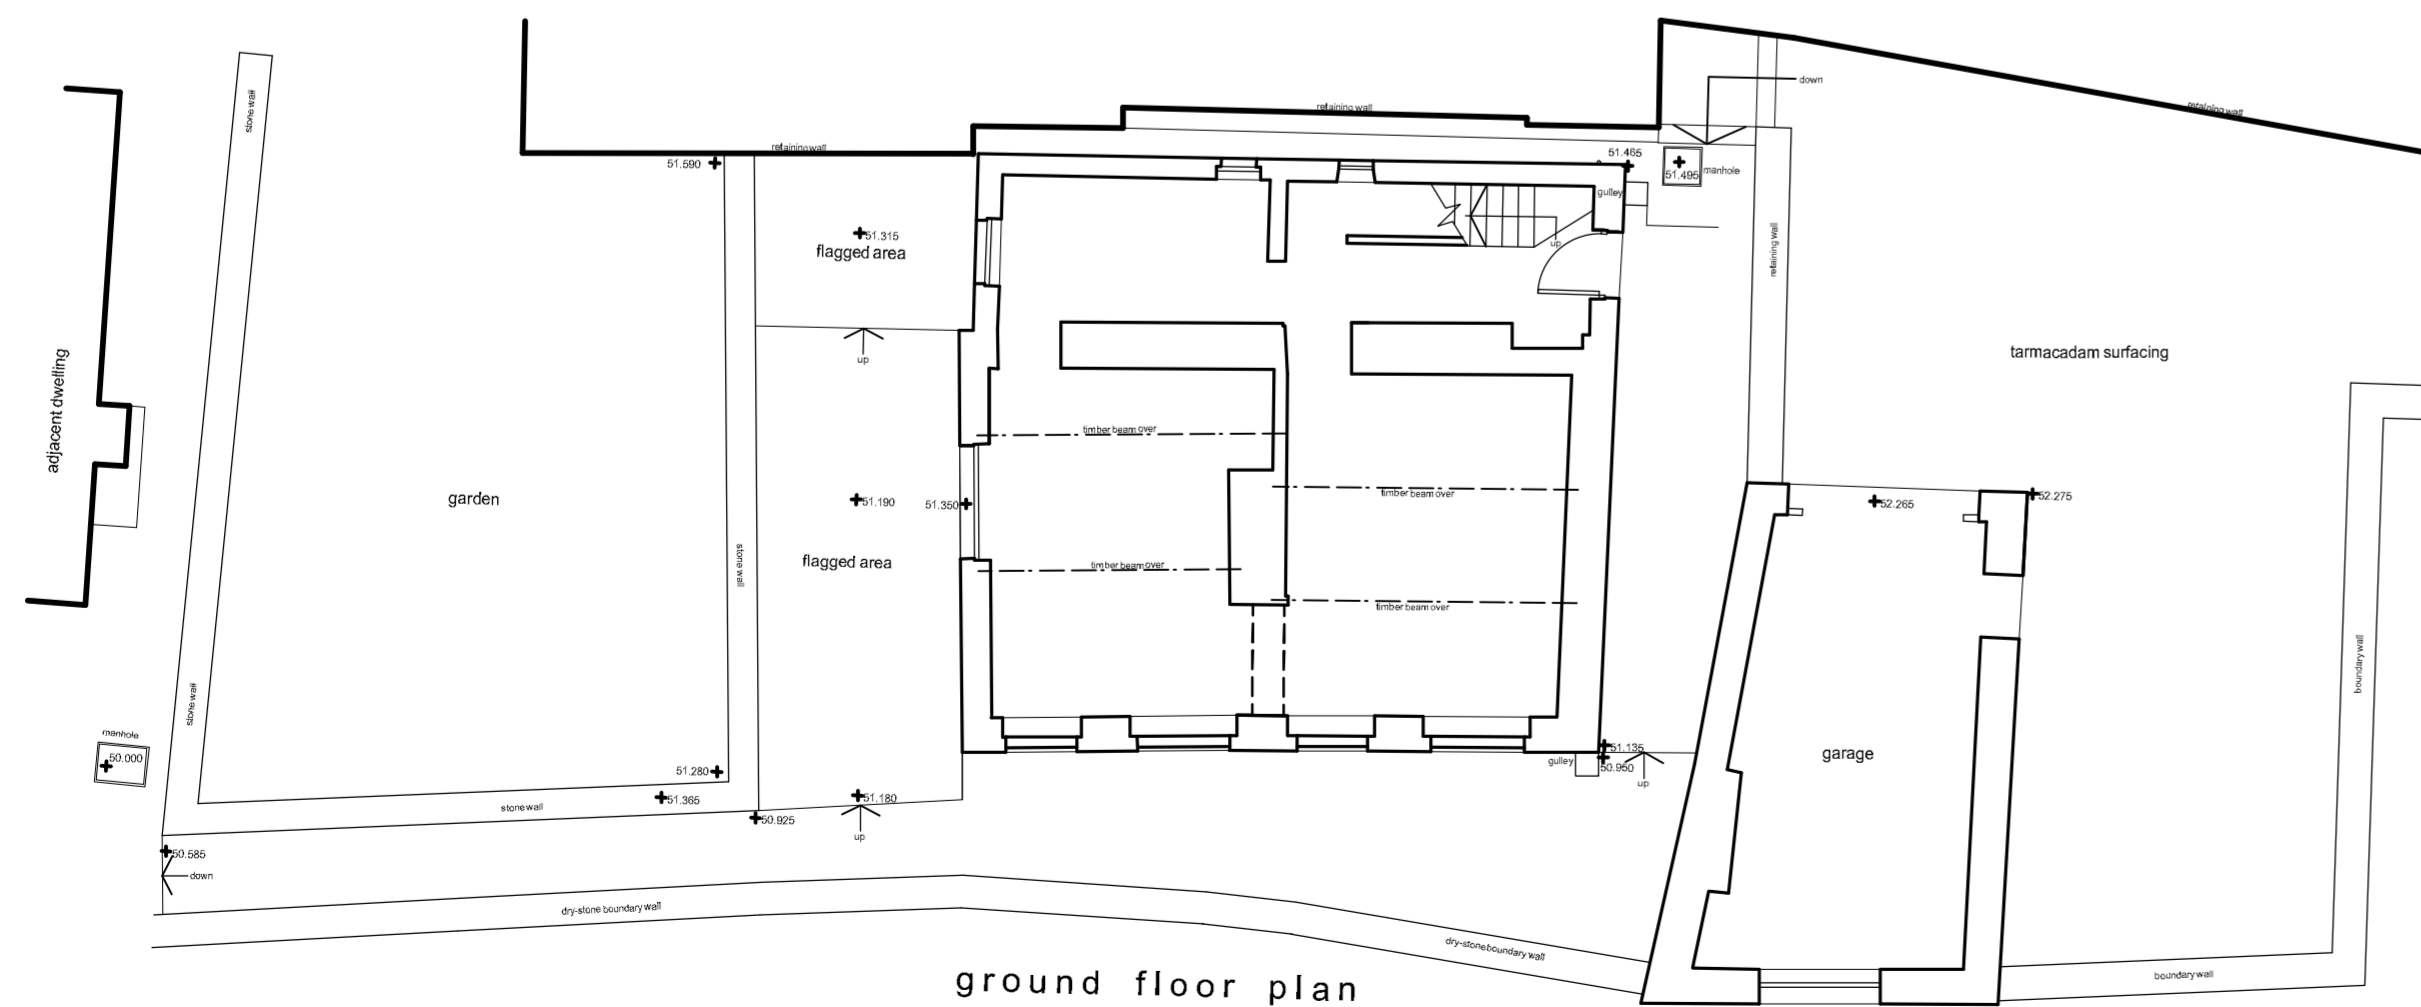 down
retaining wall
retaining wall
stone wall
retaining wall
51.590
51.465
51.495
manhole
gulley
51.315
flagged area
up
retaining wall
up
tarmacadam surfacing
adjacent dwelling
timber beam over
timber beam over
garden
51.190
51.350
52.265
52.275
flagged area
stone wall
timber beam over
timber beam over
boundary wall
stone wall
manhole
50.000
51.280
51.365
stone wall
51.180
50.925
up
gulley
51.135
50.950
up
garage
50.585
down
dry-stone boundary wall
dry-stone boundary wall
boundary wall
ground floor plan